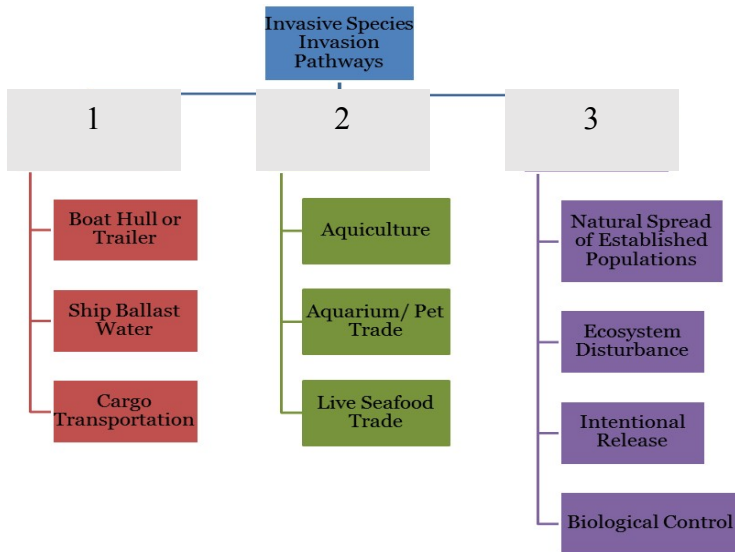 Invasive Species
Invasion
Pathways
1
2
3
Boat Hull or
Trailer
Ship Ballast
Water
Cargo
Transportation
Aquiculture
Aquarium/ Pet
Trade
Live Seafood
Trade
Natural Spread
of Established
Populations
Ecosystem
Disturbance
Intentional
Release
Biological Control